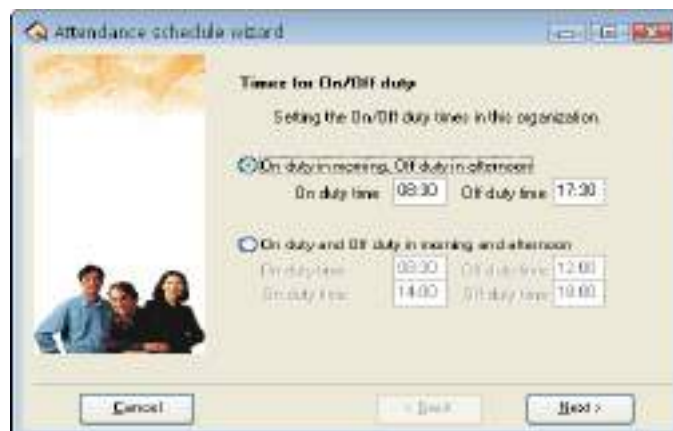 Attendance schedule wizard
Times for On/Off duty
Setting the On/Off duty times in this organization.
On duty in morning, Off duty in afternoon
On duty time 08:30 Off duty time 17:30
On duty and Off duty in morning and afternoon
On duty time 08:30 Off duty time 12:00
On duty time 14:00 Off duty time 18:00
Cancel < Back Next >